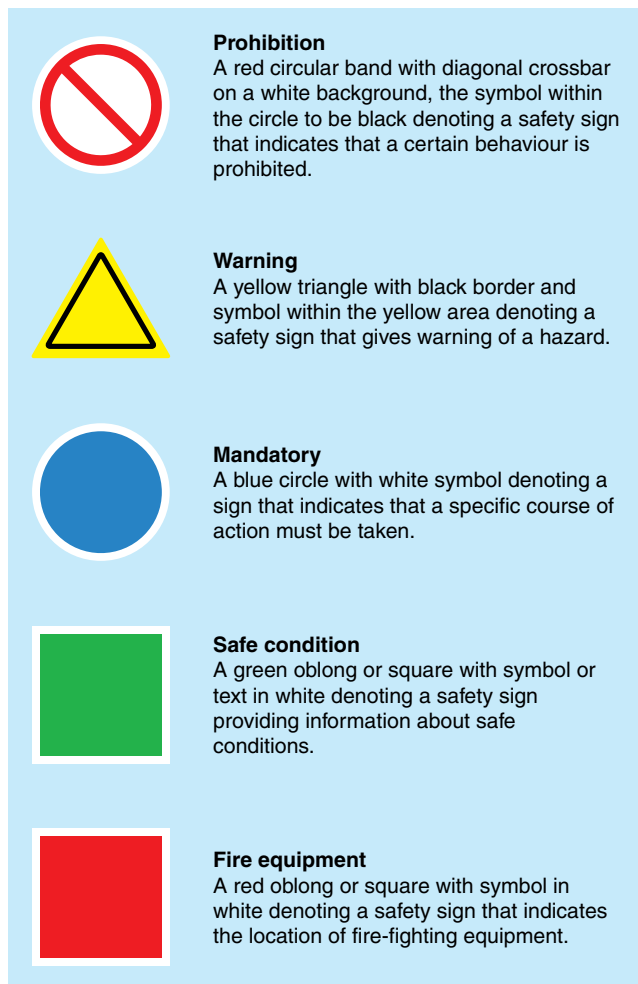 Prohibition
A red circular band with diagonal crossbar
on a white background, the symbol within
the circle to be black denoting a safety sign
that indicates that a certain behaviour is
prohibited.
Warning
A yellow triangle with black border and
symbol within the yellow area denoting a
safety sign that gives warning of a hazard.
Mandatory
A blue circle with white symbol denoting a
sign that indicates that a specific course of
action must be taken.
Safe condition
A green oblong or square with symbol or
text in white denoting a safety sign
providing information about safe
conditions.
Fire equipment
A red oblong or square with symbol in
white denoting a safety sign that indicates
the location of fire-fighting equipment.